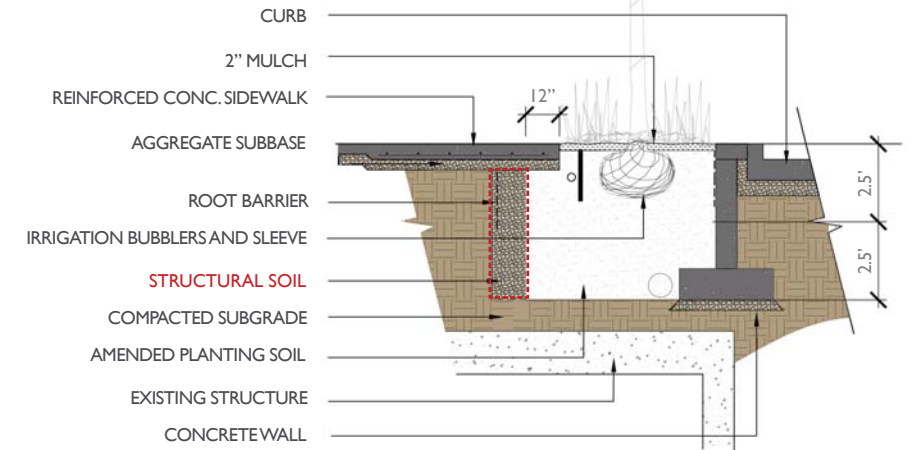 CURB
2” MULCH
REINFORCED CONC. SIDEWALK
12”
AGGREGATE SUBBASE
ROOT BARRIER
2.5’
IRRIGATION BUBBLERS AND SLEEVE
STRUCTURAL SOIL
2.5’
COMPACTED SUBGRADE
AMENDED PLANTING SOIL
EXISTING STRUCTURE
CONCRETE WALL